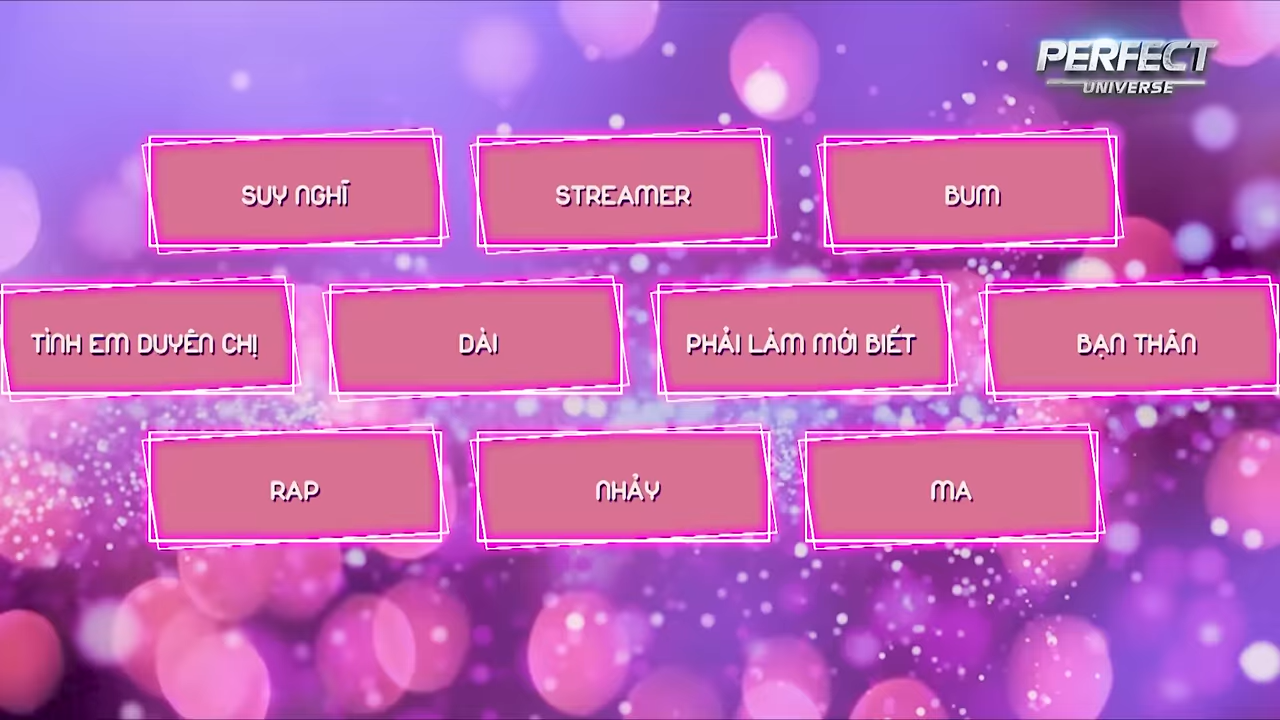 PERFECT
UNIVERSE
SUY NGHĨ
STREAMER
BUM
TÌNH EM DUYÊN CHỊ
DÀI
PHẢI LÀM MỚI BIẾT
BẠN THÂN
RAP
NHẢY
MA